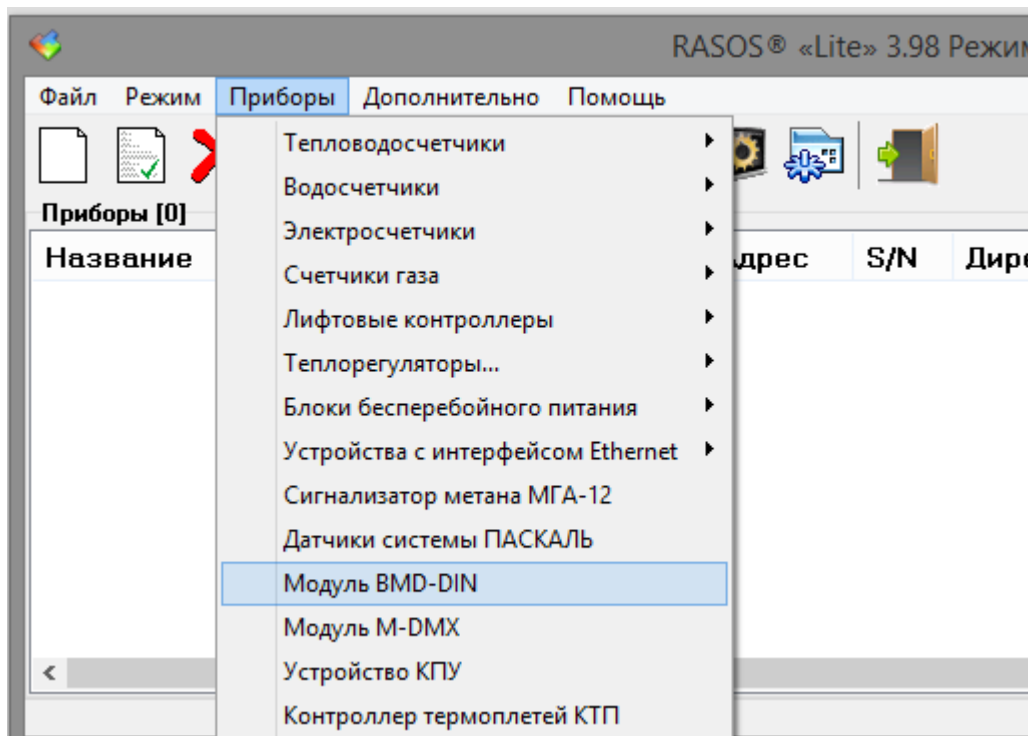 RASOS® «Lite» 3.98 Режим
Файл Режим Приборы Дополнительно Помощь
Приборы [0]
Название S/N
Тепловодосчетчики
Водосчетчики
Электросчетчики
Счетчики газа
Лифтовые контроллеры
Теплорегуляторы...
Блоки бесперебойного питания
Устройства с интерфейсом Ethernet
Сигнализатор метана МГА-12
Датчики системы ПАСКАЛЬ
Модуль BMD-DIN
Модуль M-DMX
Устройство КПУ
Контроллер термоплетей КТП